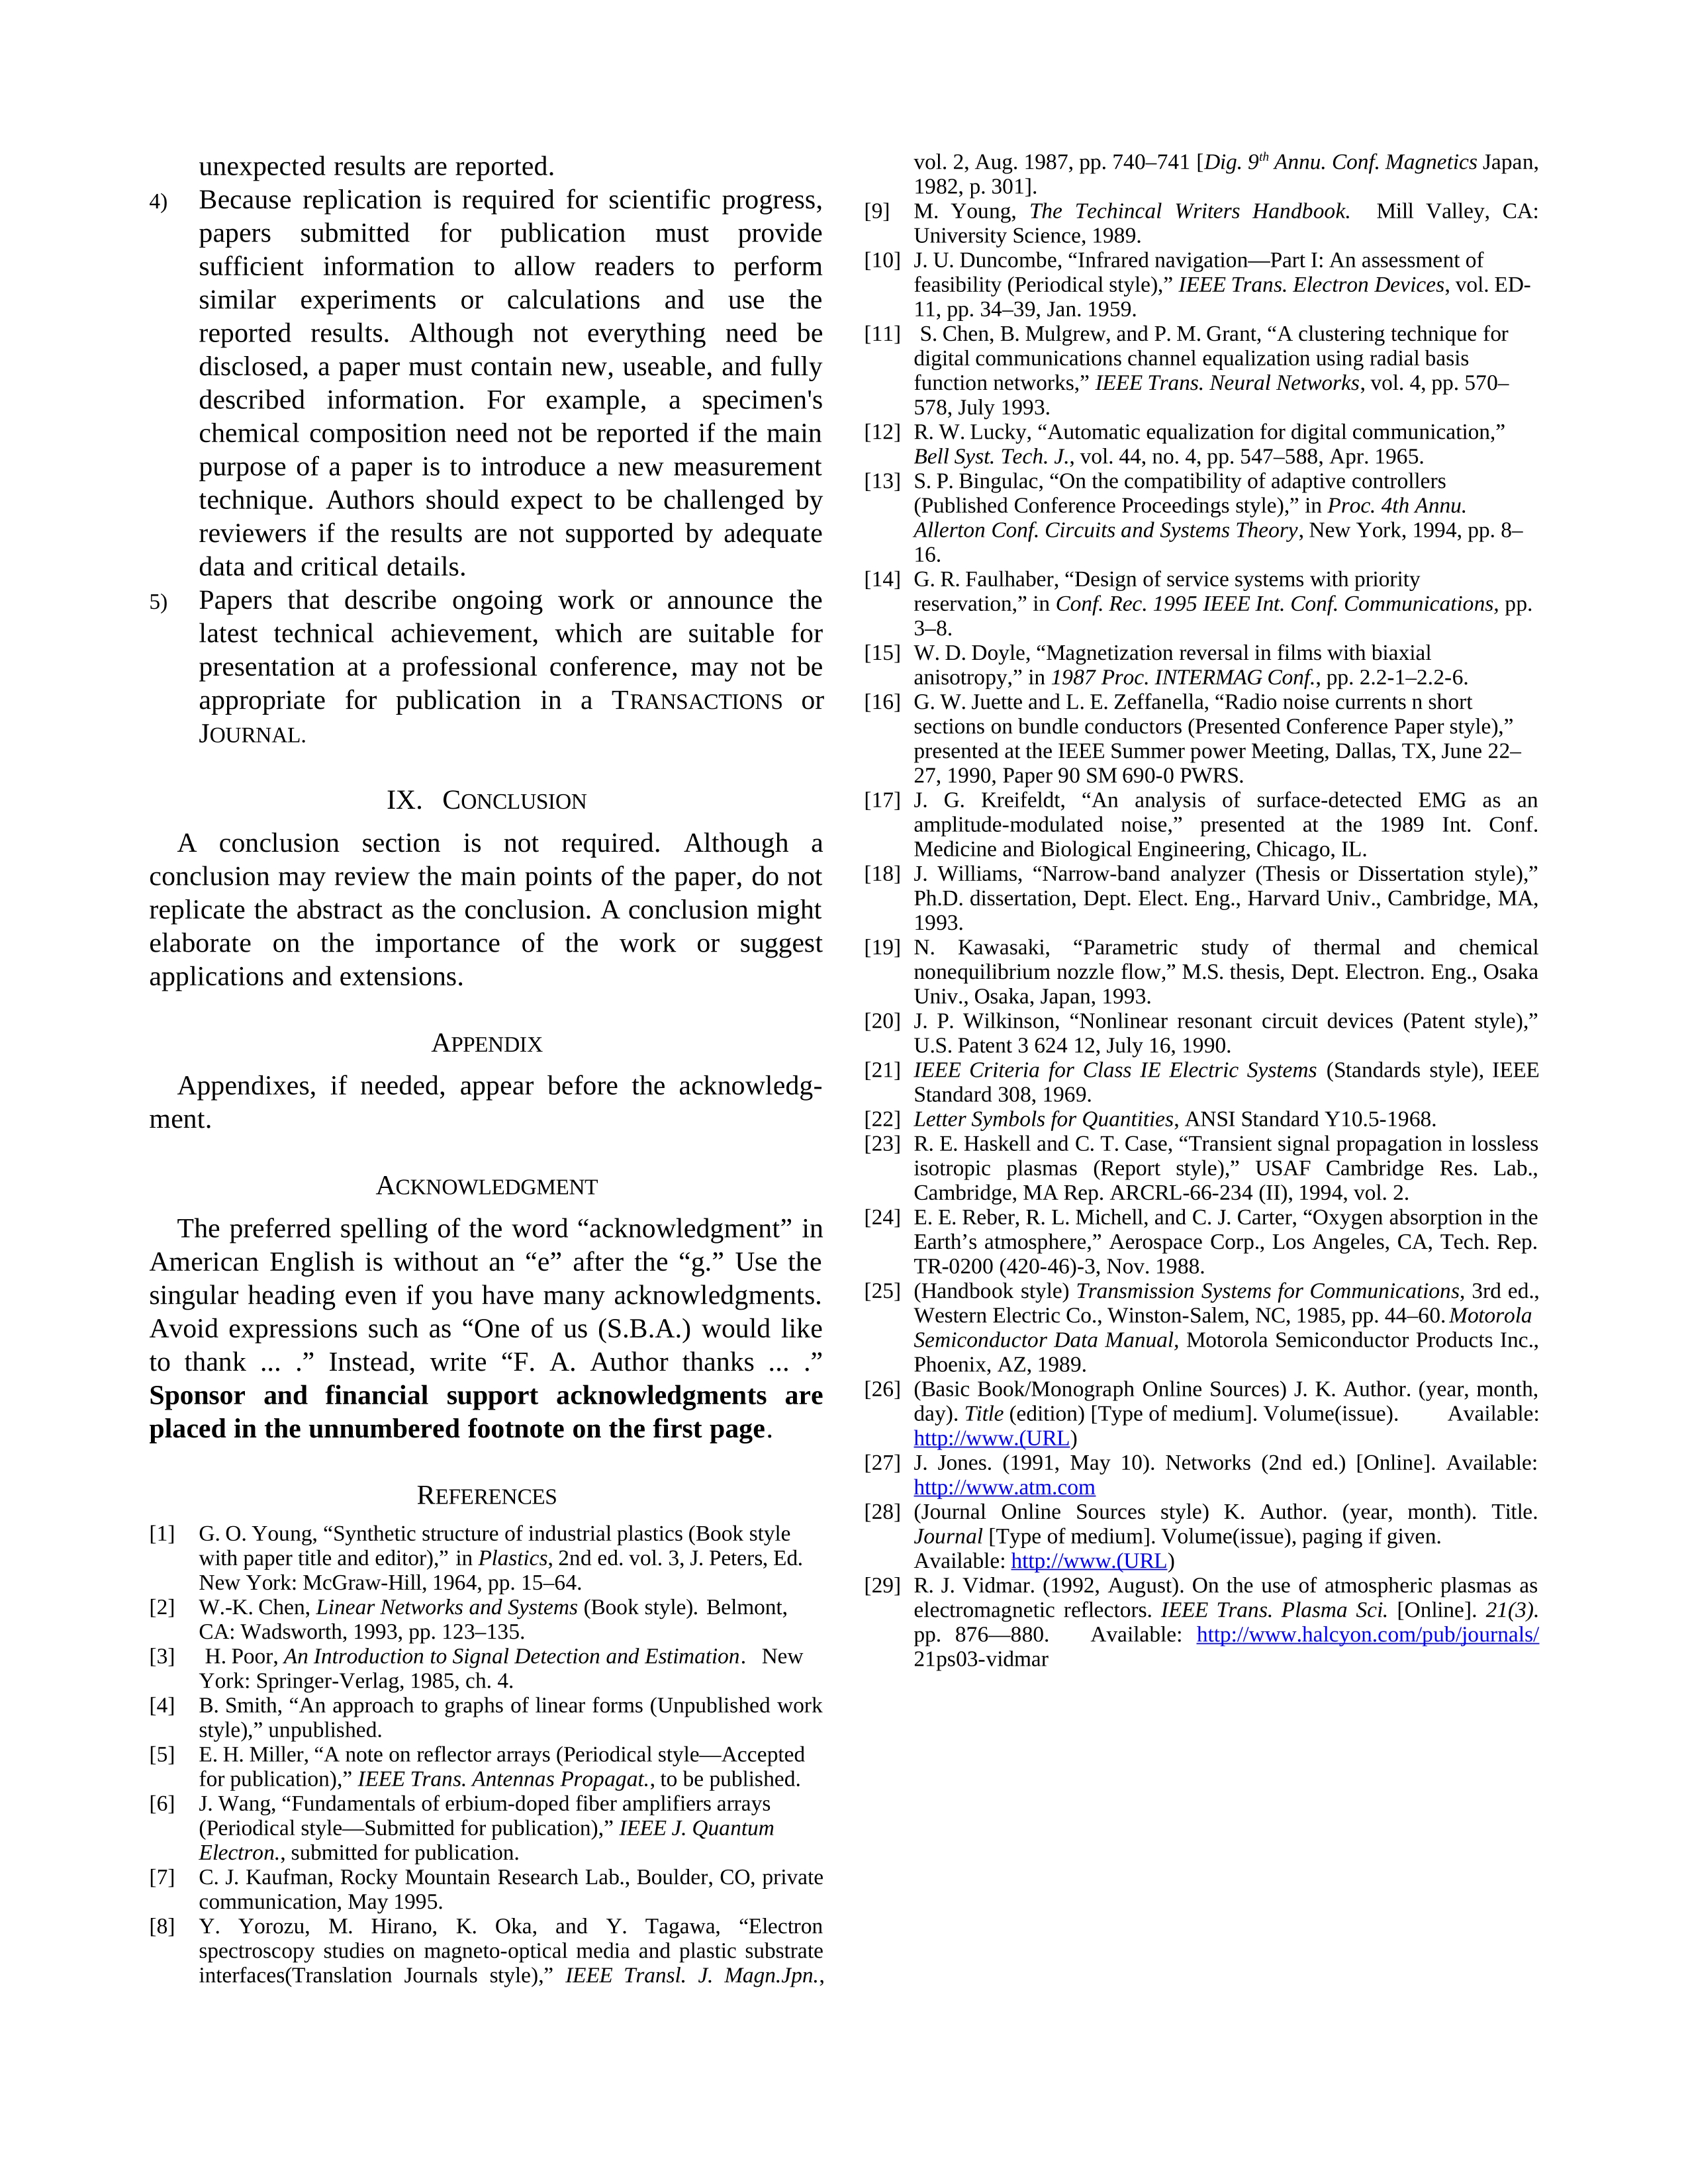 unexpected results are reported.
4) Because replication is required for scientific progress,
papers submitted for publication must provide
sufficient information to allow readers to perform
similar experiments or calculations and use the
reported results. Although not everything need be
disclosed, a paper must contain new, useable, and fully
described information. For example, a specimen's
chemical composition need not be reported if the main
purpose of a paper is to introduce a new measurement
technique. Authors should expect to be challenged by
reviewers if the results are not supported by adequate
data and critical details.
5) Papers that describe ongoing work or announce the
latest technical achievement, which are suitable for
presentation at a professional conference, may not be
appropriate for publication in a TRANSACTIONS or
JOURNAL.
IX. CONCLUSION
A conclusion section is not required. Although a
conclusion may review the main points of the paper, do not
replicate the abstract as the conclusion. A conclusion might
elaborate on the importance of the work or suggest
applications and extensions.
APPENDIX
Appendixes, if needed, appear before the acknowledg-
ment.
ACKNOWLEDGMENT
The preferred spelling of the word “acknowledgment” in
American English is without an “e” after the “g.” Use the
singular heading even if you have many acknowledgments.
Avoid expressions such as “One of us (S.B.A.) would like
to thank ... .” Instead, write “F. A. Author thanks ... .”
Sponsor and financial support acknowledgments are
placed in the unnumbered footnote on the first page.
REFERENCES
[1] G. O. Young, “Synthetic structure of industrial plastics (Book style
with paper title and editor),” in Plastics, 2nd ed. vol. 3, J. Peters, Ed.
New York: McGraw-Hill, 1964, pp. 15–64.
[2] W.-K. Chen, Linear Networks and Systems (Book style). Belmont,
CA: Wadsworth, 1993, pp. 123–135.
[3] H. Poor, An Introduction to Signal Detection and Estimation. New
York: Springer-Verlag, 1985, ch. 4.
[4] B. Smith, “An approach to graphs of linear forms (Unpublished work
style),” unpublished.
[5] E. H. Miller, “A note on reflector arrays (Periodical style—Accepted
for publication),” IEEE Trans. Antennas Propagat., to be published.
[6] J. Wang, “Fundamentals of erbium-doped fiber amplifiers arrays
(Periodical style—Submitted for publication),” IEEE J. Quantum
Electron., submitted for publication.
[7] C. J. Kaufman, Rocky Mountain Research Lab., Boulder, CO, private
communication, May 1995.
[8] Y. Yorozu, M. Hirano, K. Oka, and Y. Tagawa, “Electron
spectroscopy studies on magneto-optical media and plastic substrate
interfaces(Translation Journals style),” IEEE Transl. J. Magn.Jpn.,
vol. 2, Aug. 1987, pp. 740–741 [Dig. 9th Annu. Conf. Magnetics Japan,
1982, p. 301].
[9] M. Young, The Techincal Writers Handbook. Mill Valley, CA:
University Science, 1989.
[10] J. U. Duncombe, “Infrared navigation—Part I: An assessment of
feasibility (Periodical style),” IEEE Trans. Electron Devices, vol. ED-
11, pp. 34–39, Jan. 1959.
[11] S. Chen, B. Mulgrew, and P. M. Grant, “A clustering technique for
digital communications channel equalization using radial basis
function networks,” IEEE Trans. Neural Networks, vol. 4, pp. 570–
578, July 1993.
[12] R. W. Lucky, “Automatic equalization for digital communication,”
Bell Syst. Tech. J., vol. 44, no. 4, pp. 547–588, Apr. 1965.
[13] S. P. Bingulac, “On the compatibility of adaptive controllers
(Published Conference Proceedings style),” in Proc. 4th Annu.
Allerton Conf. Circuits and Systems Theory, New York, 1994, pp. 8–
16.
[14] G. R. Faulhaber, “Design of service systems with priority
reservation,” in Conf. Rec. 1995 IEEE Int. Conf. Communications, pp.
3–8.
[15] W. D. Doyle, “Magnetization reversal in films with biaxial
anisotropy,” in 1987 Proc. INTERMAG Conf., pp. 2.2-1–2.2-6.
[16] G. W. Juette and L. E. Zeffanella, “Radio noise currents n short
sections on bundle conductors (Presented Conference Paper style),”
presented at the IEEE Summer power Meeting, Dallas, TX, June 22–
27, 1990, Paper 90 SM 690-0 PWRS.
[17] J. G. Kreifeldt, “An analysis of surface-detected EMG as an
amplitude-modulated noise,” presented at the 1989 Int. Conf.
Medicine and Biological Engineering, Chicago, IL.
[18] J. Williams, “Narrow-band analyzer (Thesis or Dissertation style),”
Ph.D. dissertation, Dept. Elect. Eng., Harvard Univ., Cambridge, MA,
1993.
[19] N. Kawasaki, “Parametric study of thermal and chemical
nonequilibrium nozzle flow,” M.S. thesis, Dept. Electron. Eng., Osaka
Univ., Osaka, Japan, 1993.
[20] J. P. Wilkinson, “Nonlinear resonant circuit devices (Patent style),”
U.S. Patent 3 624 12, July 16, 1990.
[21] IEEE Criteria for Class IE Electric Systems (Standards style), IEEE
Standard 308, 1969.
[22] Letter Symbols for Quantities, ANSI Standard Y10.5-1968.
[23] R. E. Haskell and C. T. Case, “Transient signal propagation in lossless
isotropic plasmas (Report style),” USAF Cambridge Res. Lab.,
Cambridge, MA Rep. ARCRL-66-234 (II), 1994, vol. 2.
[24] E. E. Reber, R. L. Michell, and C. J. Carter, “Oxygen absorption in the
Earth’s atmosphere,” Aerospace Corp., Los Angeles, CA, Tech. Rep.
TR-0200 (420-46)-3, Nov. 1988.
[25] (Handbook style) Transmission Systems for Communications, 3rd ed.,
Western Electric Co., Winston-Salem, NC, 1985, pp. 44–60. Motorola
Semiconductor Data Manual, Motorola Semiconductor Products Inc.,
Phoenix, AZ, 1989.
[26] (Basic Book/Monograph Online Sources) J. K. Author. (year, month,
day). Title (edition) [Type of medium]. Volume(issue). Available:
http://www.(URL)
[27] J. Jones. (1991, May 10). Networks (2nd ed.) [Online]. Available:
http://www.atm.com
[28] (Journal Online Sources style) K. Author. (year, month). Title.
Journal [Type of medium]. Volume(issue), paging if given.
Available: http://www.(URL)
[29] R. J. Vidmar. (1992, August). On the use of atmospheric plasmas as
electromagnetic reflectors. IEEE Trans. Plasma Sci. [Online]. 21(3).
pp. 876—880. Available: http://www.halcyon.com/pub/journals/
21ps03-vidmar